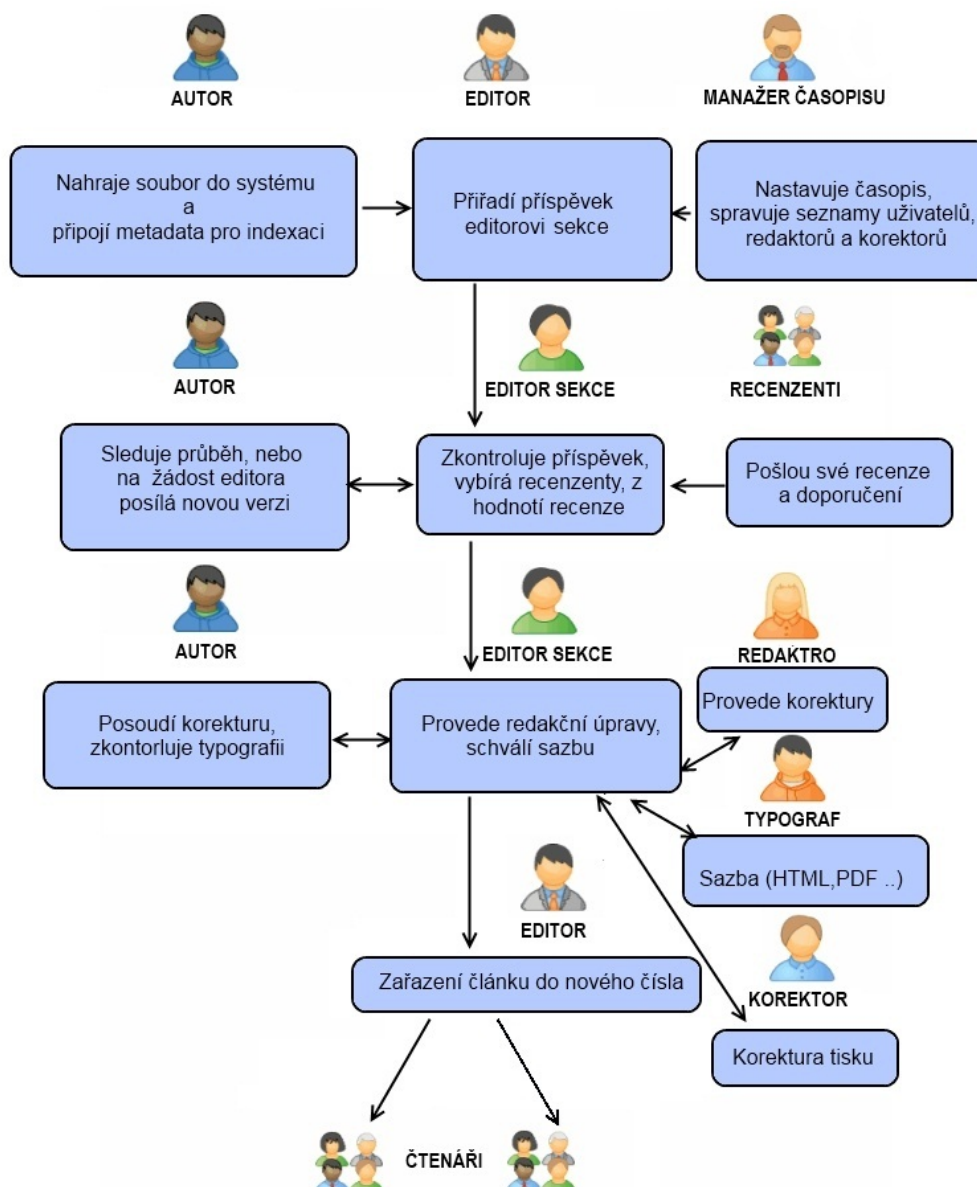 AUTOR
EDITOR
MANAŽER ČASOPISU
Nahraje soubor do systému
a
připojí metadata pro indexaci
Přiřadí příspěvek
editorovi sekce
Nastavuje časopis,
spravuje seznamy uživatelů,
redaktorů a korektorů
AUTOR
EDITOR SEKCE
RECENZENTI
Sleduje průběh, nebo
na žádost editora
posílá novou verzi
Zkontroluje příspěvek,
vybírá recenzenty, z
hodnotí recenze
Pošlou své recenze
a doporučení
AUTOR
EDITOR SEKCE
REDAKTRO
Posoudí korekturu,
zkontorluje typografii
Provede redakční úpravy,
schválí sazbu
Provede korektury
TYPOGRAF
Sazba (HTML,PDF ..)
EDITOR
KOREKTOR
Zařazení článku do nového čísla
Korektura tisku
ČTENÁŘI